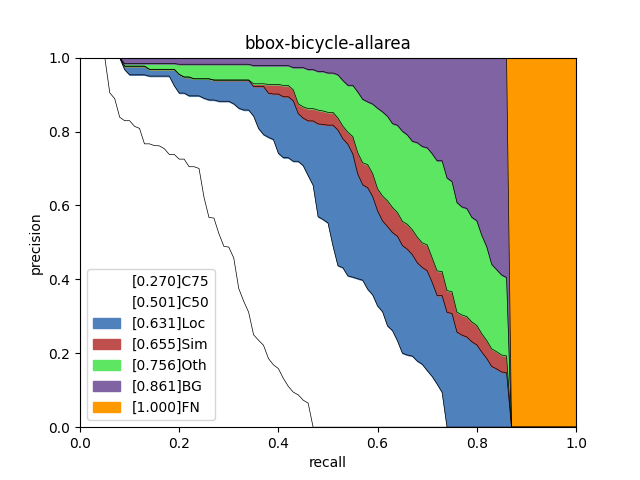 bbox-bicycle-allarea
precision
1.0
0.8
0.6
0.4
0.2
0.0
[0.270]C75
[0.501]C50
[0.631]Loc
[0.655]Sim
[0.756]Oth
[0.861]BG
[1.000]FN
0.0 0.2 0.4 0.6 0.8 1.0
recall